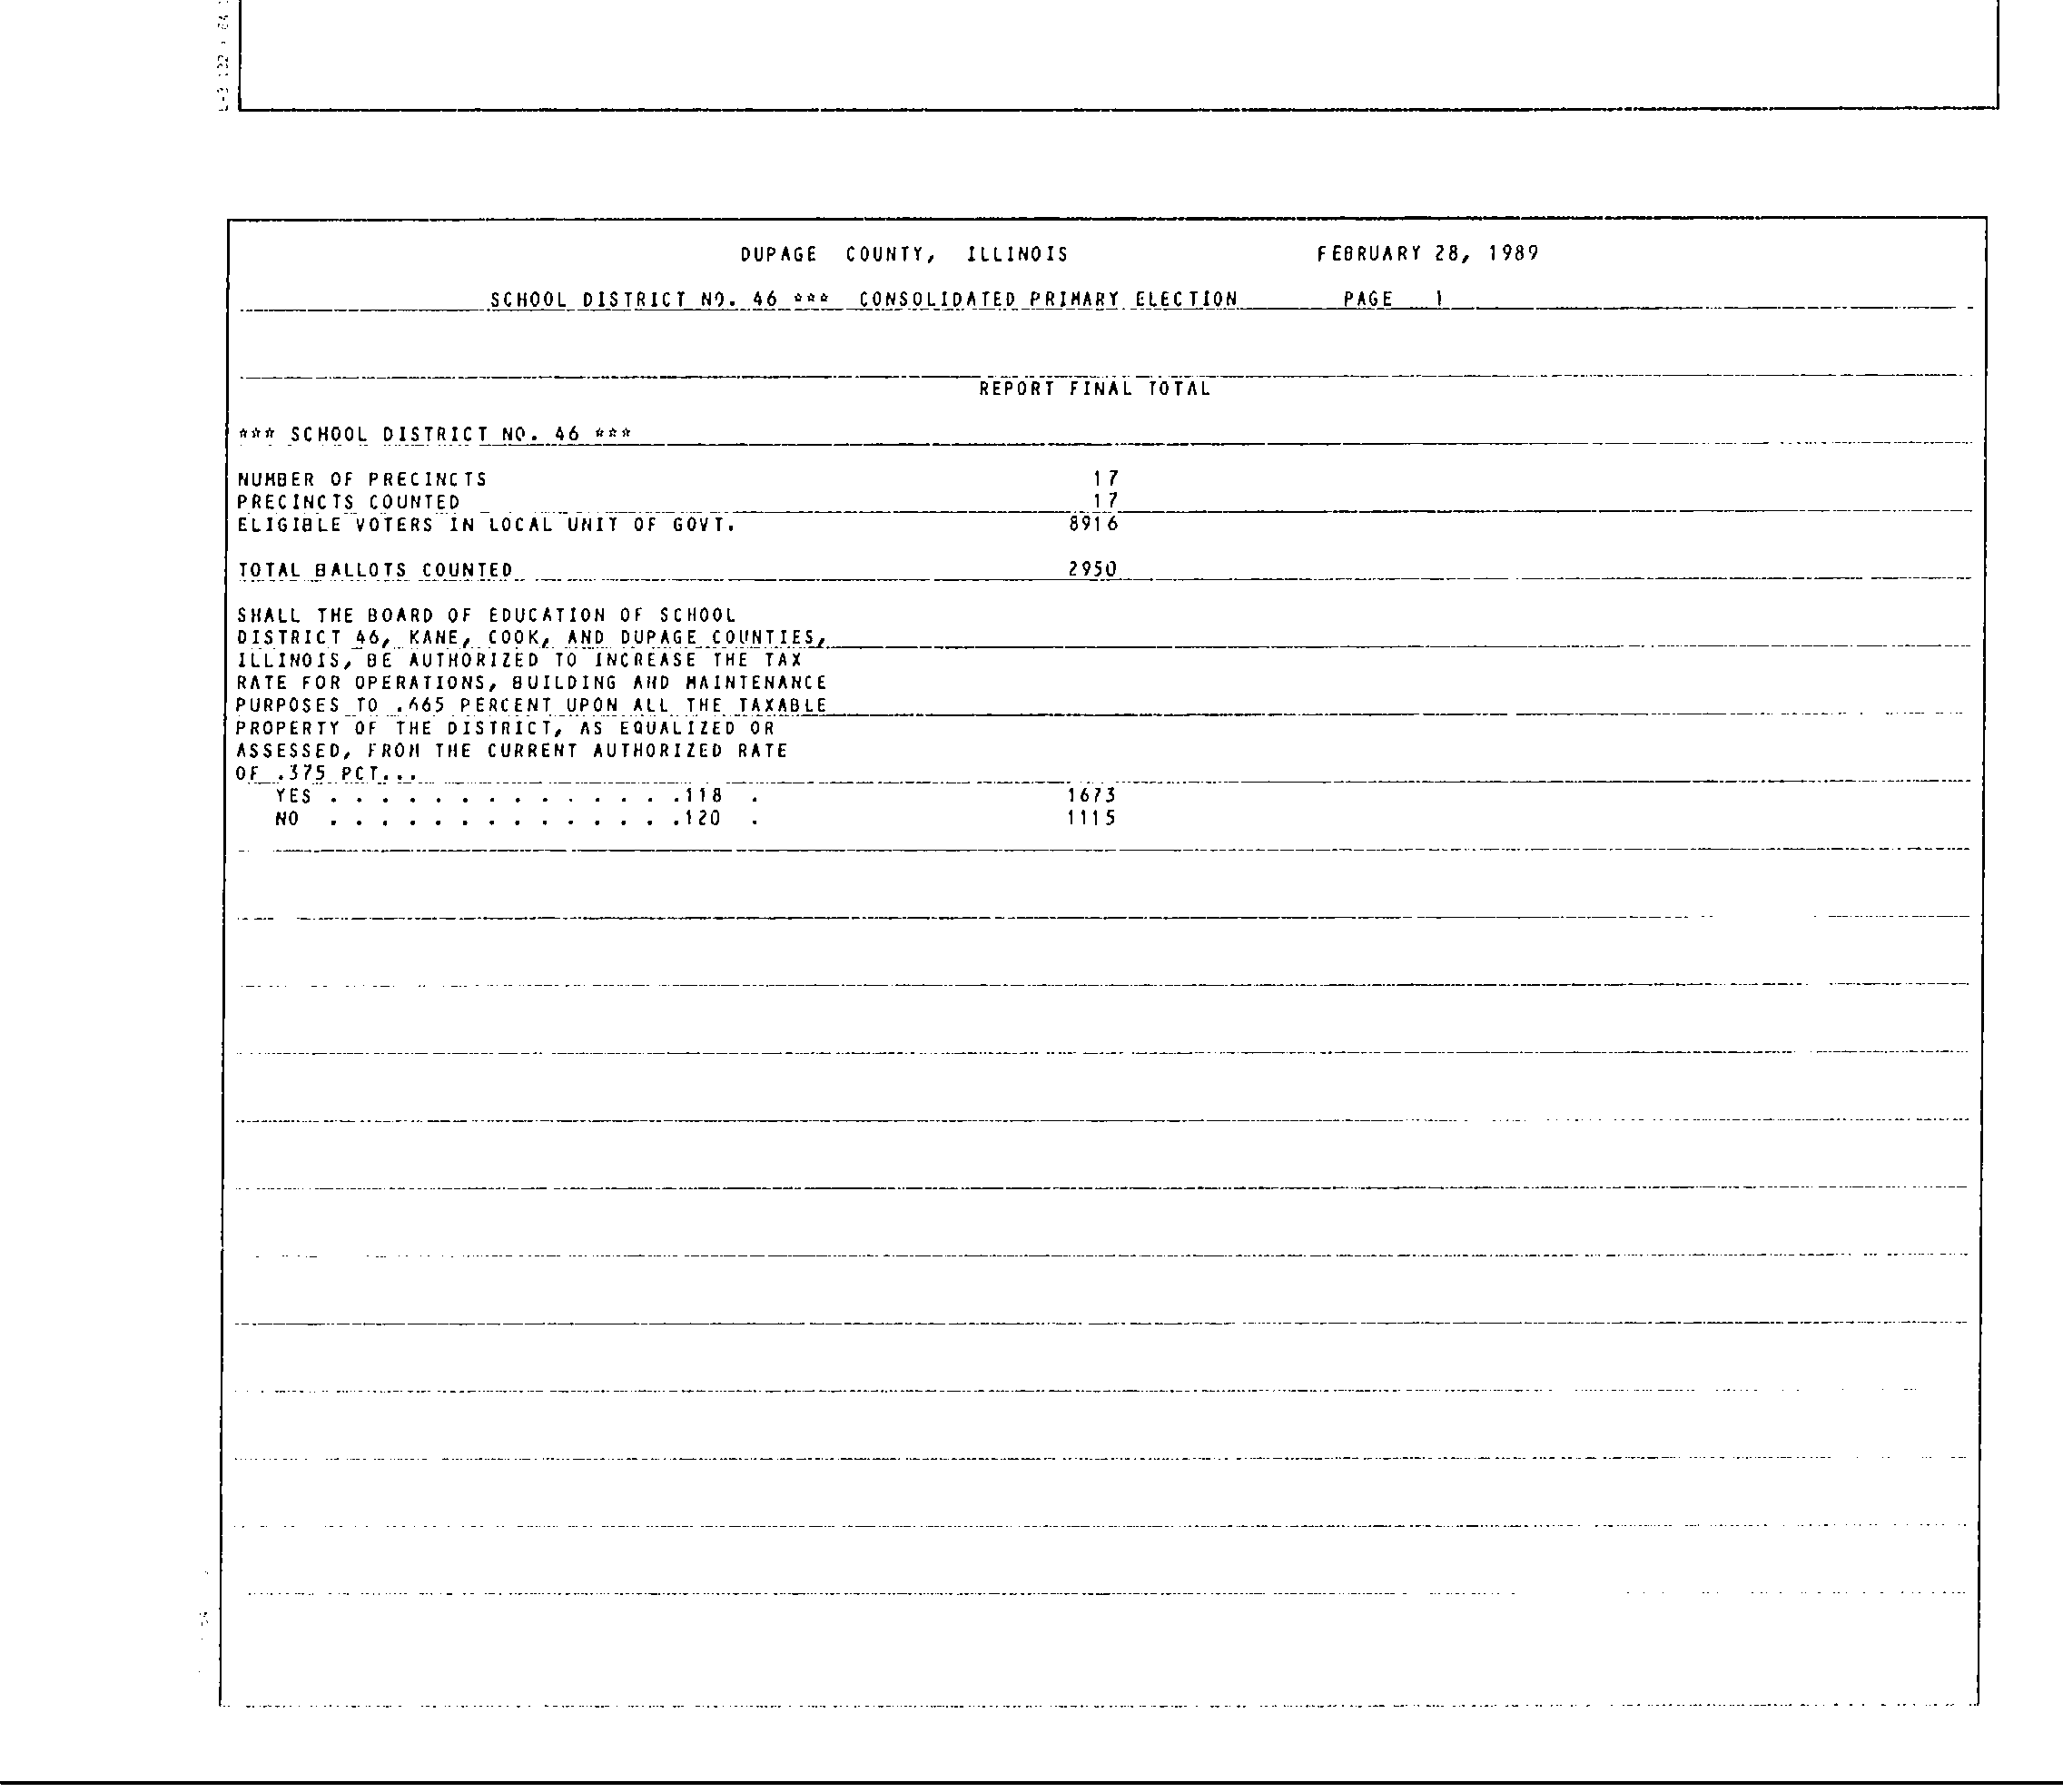 DUPAGE COUNTY, ILLINOIS FEBRUARY 28, 1989
SCHOOL DISTRICT NO. 46 *** CONSOLIDATED PRIMARY ELECTION PAGE 1
REPORT FINAL TOTAL
*** SCHOOL DISTRICT NO. 46 ***
NUMBER OF PRECINCTS 17
PRECINCTS COUNTED 17
ELIGIBLE VOTERS IN LOCAL UNIT OF GOVT. 8916
TOTAL BALLOTS COUNTED 2950
SHALL THE BOARD OF EDUCATION OF SCHOOL
DISTRICT 46, KANE, COOK, AND DUPAGE COUNTIES,
ILLINOIS, BE AUTHORIZED TO INCREASE THE TAX
RATE FOR OPERATIONS, BUILDING AND MAINTENANCE
PURPOSES TO PERCENT UPON ALL THE TAXABLE
PROPERTY OF THE DISTRICT, AS EQUALIZED OR
ASSESSED, FROM THE CURRENT AUTHORIZED RATE
OF .375 PCT...
YES . . . . . . . . . . . . . .118 . 1673
NO . . . . . . . . . . . . . .120 . 1115